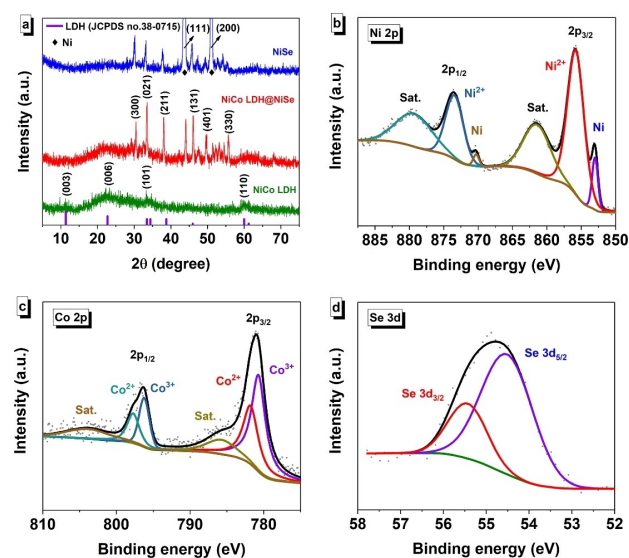 a
LDH (JCPDS no.38-0715)
◆ Ni
(111)
(200)
NiSe
NiCo LDH@NiSe
(300)
(021)
(211)
(131)
(401)
(330)
NiCo LDH
(003)
(006)
(101)
(110)
Intensity (a.u.)
10 20 30 40 50 60 70
2θ (degree)
b
Ni 2p
2p3/2
Ni2+
2p1/2
Ni2+
Sat.
Sat.
Ni
Ni
Intensity (a.u.)
885 880 875 870 865 860 855 850
Binding energy (eV)
c
Co 2p
2p3/2
2p1/2
Co2+
Co3+
Co2+
Co3+
Sat.
Sat.
Intensity (a.u.)
810 800 790 780
Binding energy (eV)
d
Se 3d
Se 3d5/2
Se 3d3/2
Intensity (a.u.)
58 57 56 55 54 53 52
Binding energy (eV)